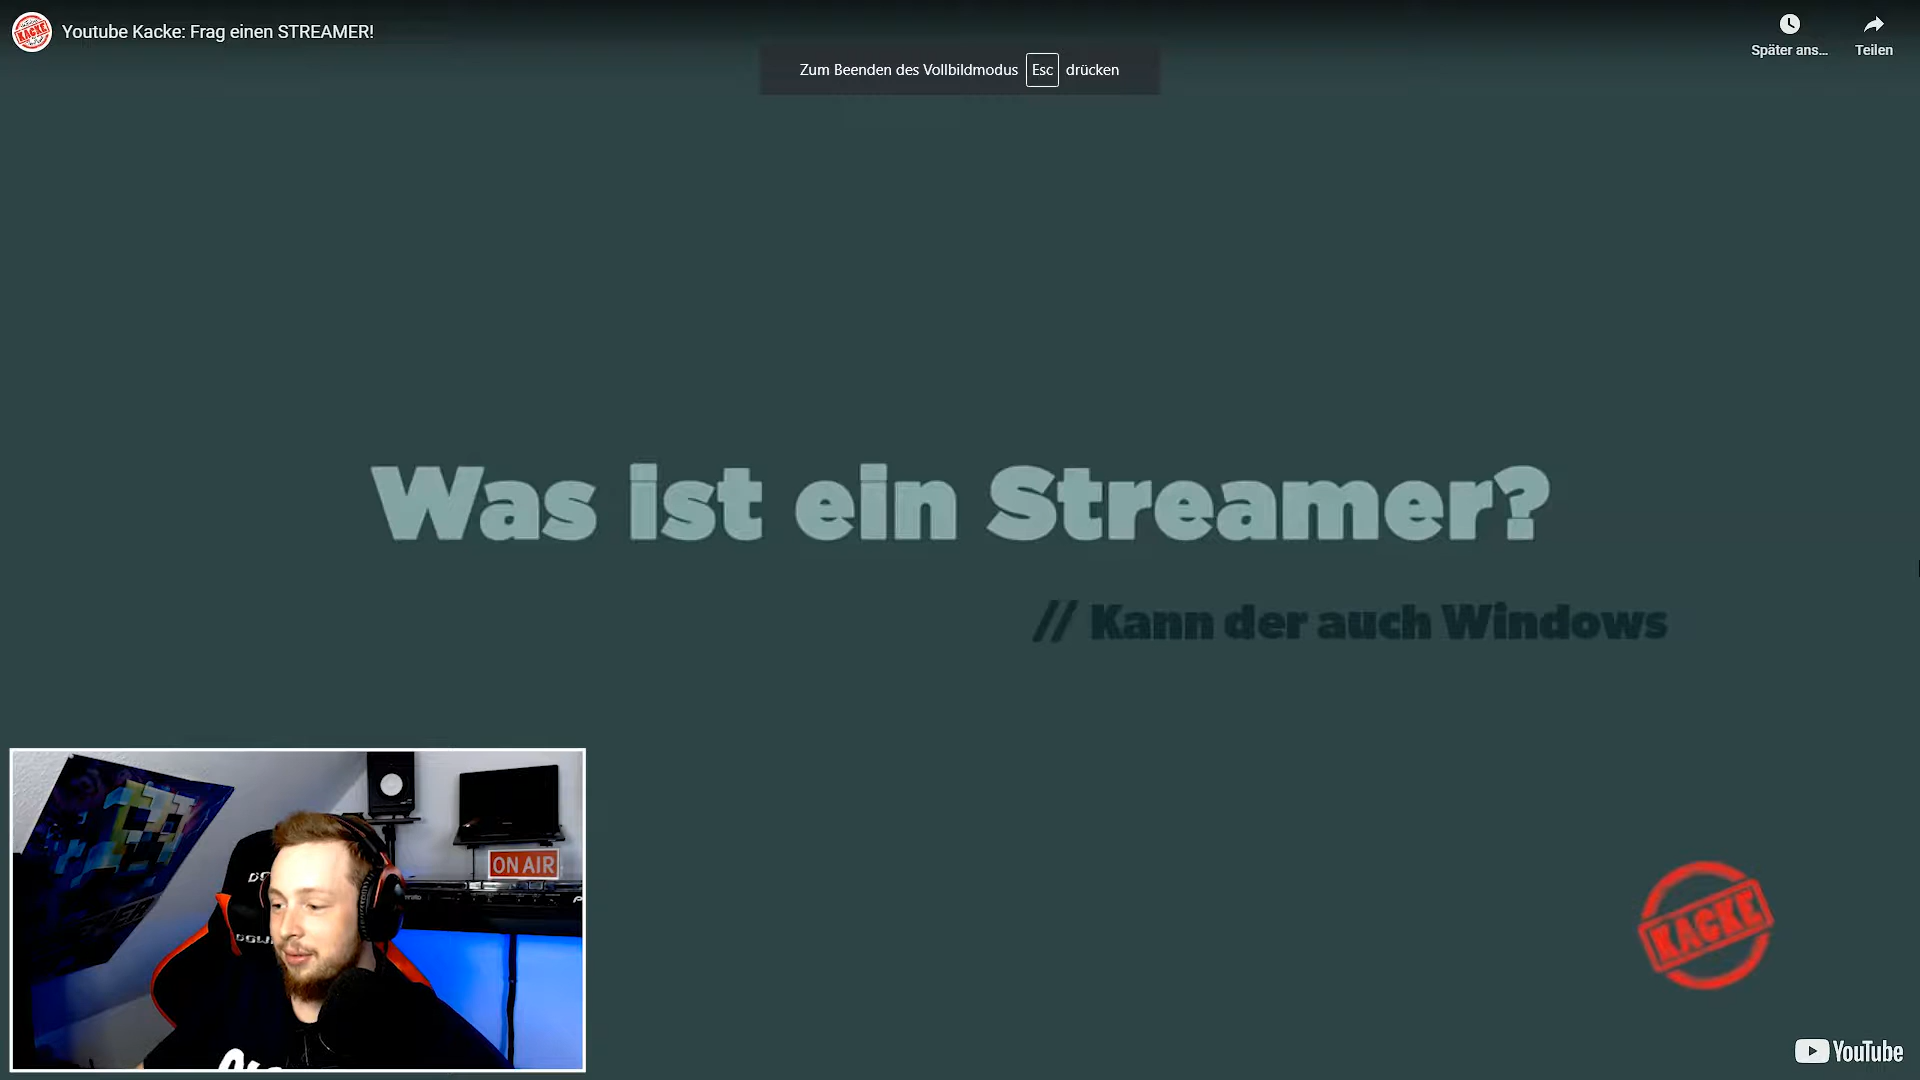 Youtube Kacke: Frag einen STREAMER!
Später ans...
Teilen
Zum Beenden des Vollbildmodus Esc drücken
Was ist ein Streamer?
// Kann der auch Windows
ON AIR
KACKE
YouTube